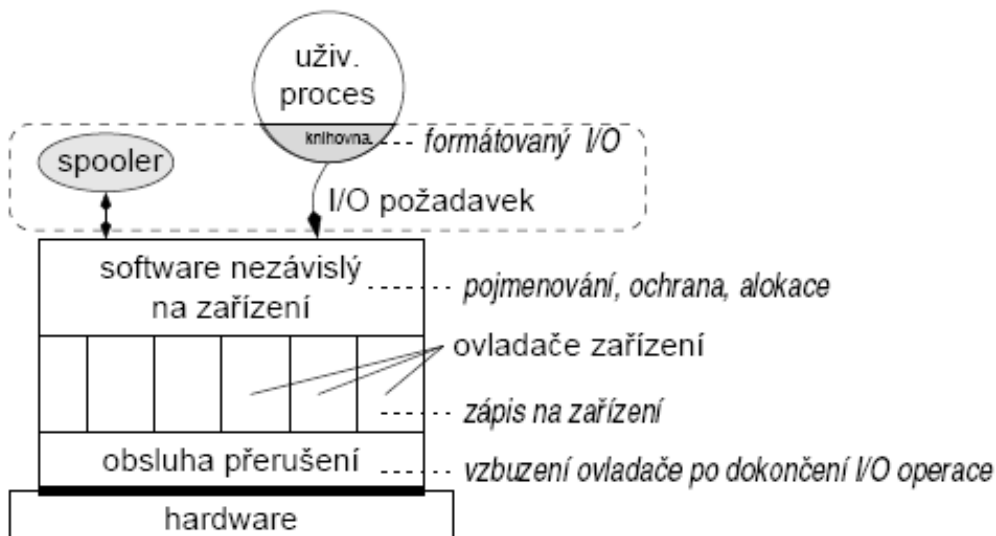 uživ.
proces
knihovna
formátovaný I/O
spooler
I/O požadavek
software nezávislý
na zařízení
pojmenování, ochrana, alokace
ovladače zařízení
zápis na zařízení
obsluha přerušení
vzbuzení ovladače po dokončení I/O operace
hardware